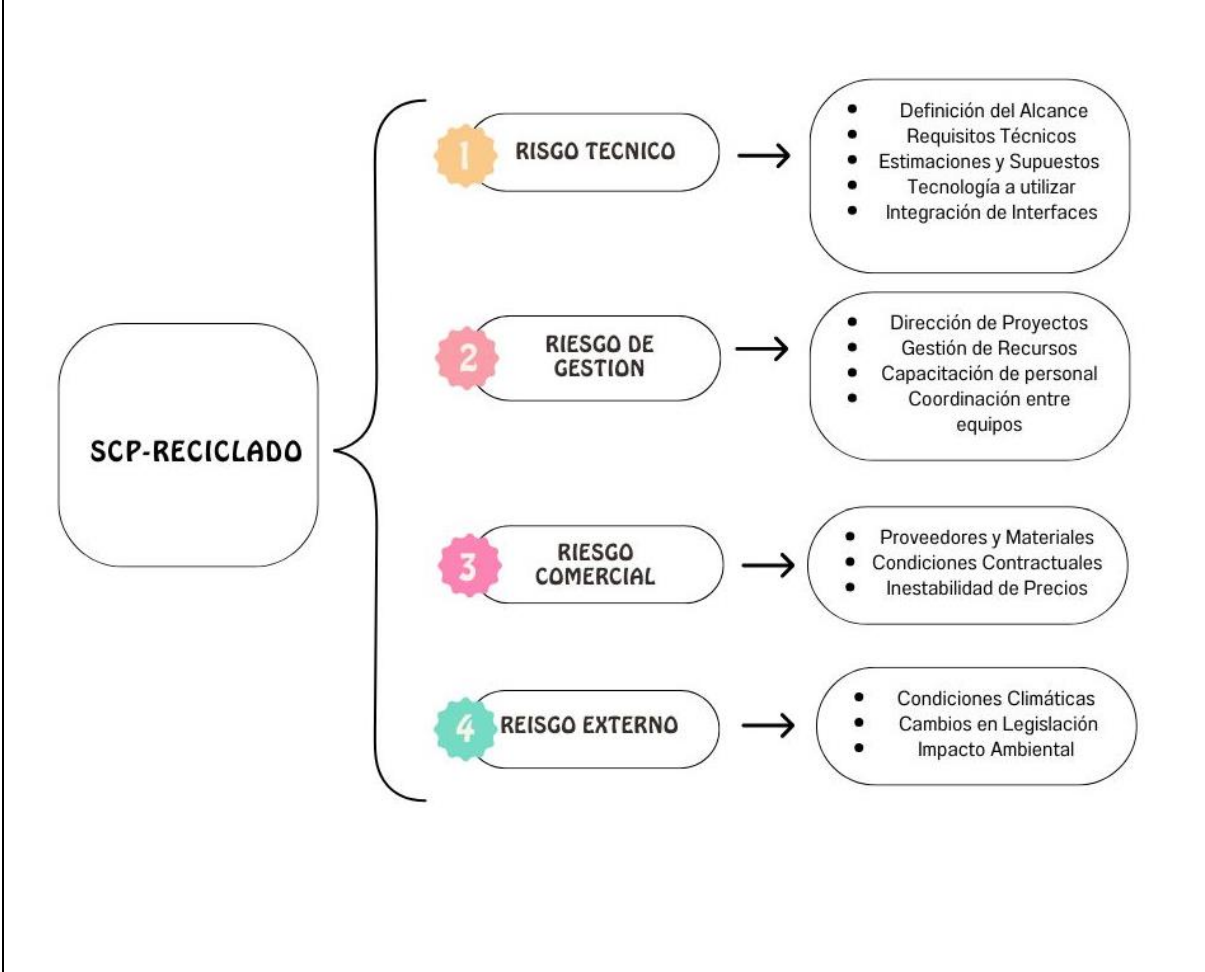 SCP-RECICLADO
1
RISGO TECNICO
• Definición del Alcance
• Requisitos Técnicos
• Estimaciones y Supuestos
• Tecnología a utilizar
• Integración de Interfaces
2
RIESGO DE
GESTION
• Dirección de Proyectos
• Gestión de Recursos
• Capacitación de personal
• Coordinación entre
equipos
3
RIESGO
COMERCIAL
• Proveedores y Materiales
• Condiciones Contractuales
• Inestabilidad de Precios
4
REISGO EXTERNO
• Condiciones Climáticas
• Cambios en Legislación
• Impacto Ambiental